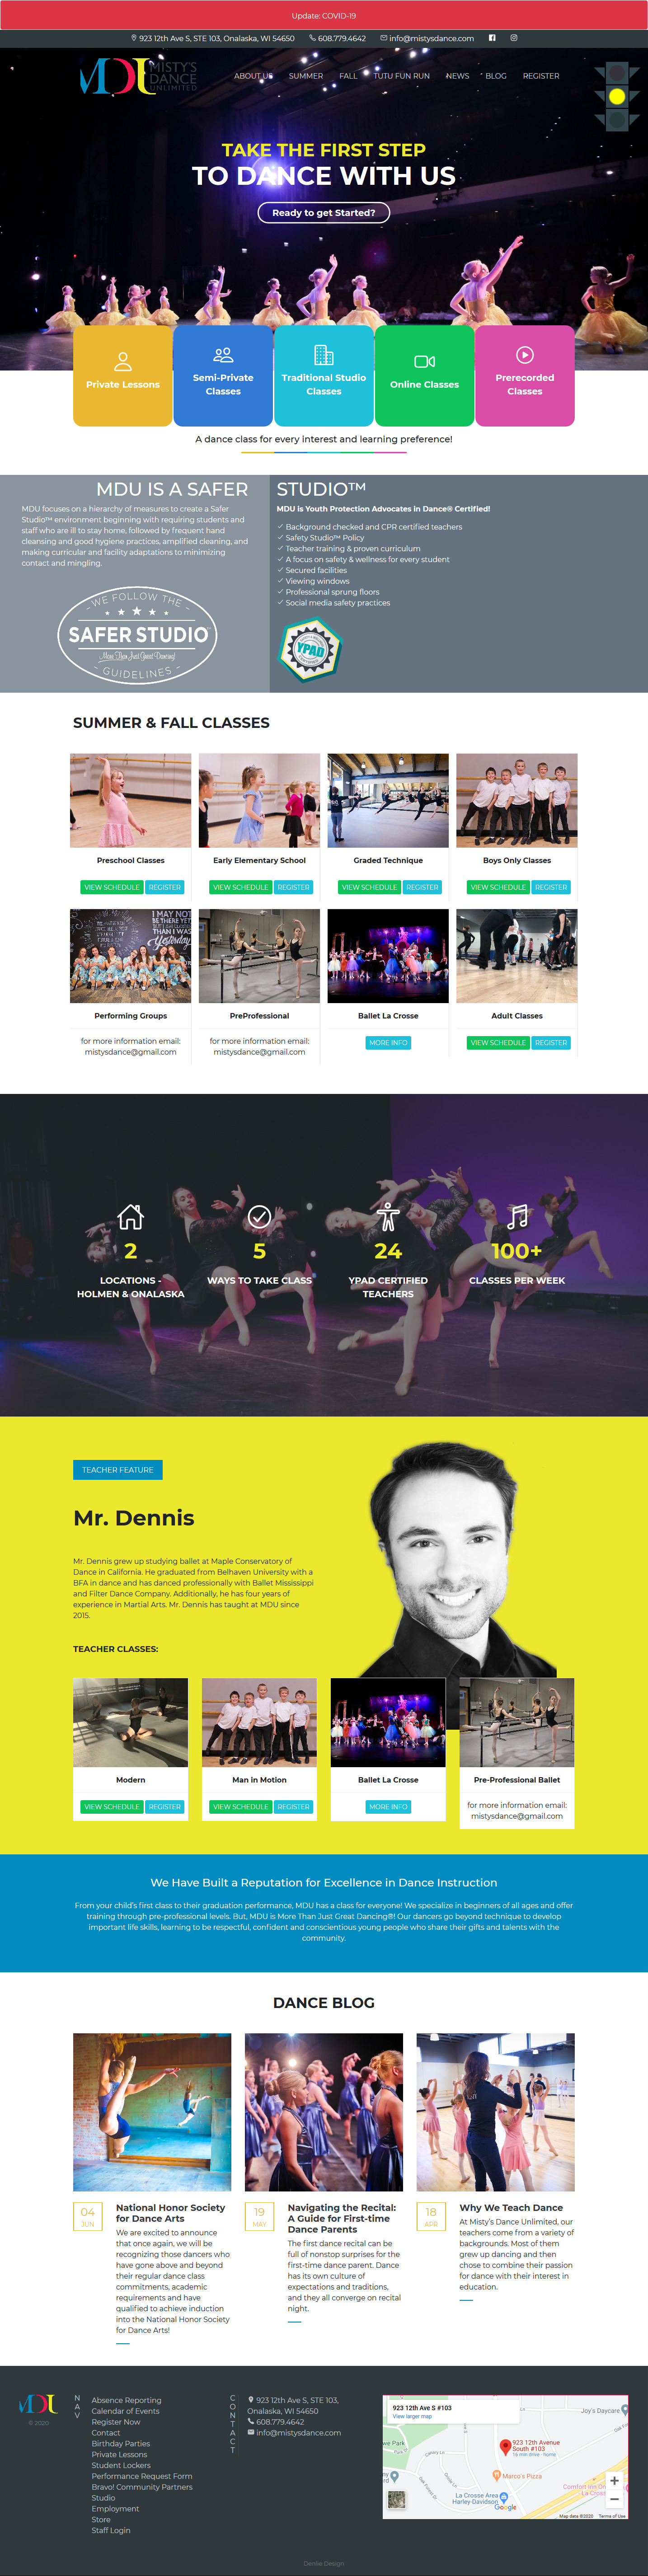 Update: COVID-19
923 12th Ave S, STE 103, Onalaska, WI 54650
608.779.4642
info@mistysdance.com
MDU MISTY'S
DANCE
UNLIMITED
ABOUT US
SUMMER
FALL
TUTU FUN RUN
NEWS
BLOG
REGISTER
TAKE THE FIRST STEP
TO DANCE WITH US
Ready to get Started?
Private Lessons
Semi-Private
Classes
Traditional Studio
Classes
Online Classes
Prerecorded
Classes
A dance class for every interest and learning preference!
MDU IS A SAFER STUDIO™
MDU focuses on a hierarchy of measures to create a Safer
Studio™ environment beginning with requiring students and
staff who are ill to stay home, followed by frequent hand
cleansing and good hygiene practices, amplified cleaning, and
making curricular and facility adaptations to minimizing
contact and mingling.
WE FOLLOW THE
SAFER STUDIO
More Than Just Great Dancing!
GUIDELINES
MDU is Youth Protection Advocates in Dance® Certified!
Background checked and CPR certified teachers
Safety Studio™ Policy
Teacher training & proven curriculum
A focus on safety & wellness for every student
Secured facilities
Viewing windows
Professional sprung floors
Social media safety practices
YPAD
SUMMER & FALL CLASSES
Preschool Classes
VIEW SCHEDULE
REGISTER
Early Elementary School
VIEW SCHEDULE
REGISTER
Graded Technique
VIEW SCHEDULE
REGISTER
Boys Only Classes
VIEW SCHEDULE
REGISTER
I MAY NOT
BE THERE YET
THAN I WAS
Yesterday
Performing Groups
for more information email:
mistysdance@gmail.com
PreProfessional
for more information email:
mistysdance@gmail.com
Ballet La Crosse
MORE INFO
Adult Classes
VIEW SCHEDULE
REGISTER
2
LOCATIONS -
HOLMEN & ONALASKA
5
WAYS TO TAKE CLASS
24
YPAD CERTIFIED
TEACHERS
100+
CLASSES PER WEEK
TEACHER FEATURE
Mr. Dennis
Mr. Dennis grew up studying ballet at Maple Conservatory of
Dance in California. He graduated from Belhaven University with a
BFA in dance and has danced professionally with Ballet Mississippi
and Filter Dance Company. Additionally, he has four years of
experience in Martial Arts. Mr. Dennis has taught at MDU since
2015.
TEACHER CLASSES:
Modern
VIEW SCHEDULE
REGISTER
Man in Motion
VIEW SCHEDULE
REGISTER
Ballet La Crosse
MORE INFO
Pre-Professional Ballet
for more information email:
mistysdance@gmail.com
We Have Built a Reputation for Excellence in Dance Instruction
From your child's first class to their graduation performance, MDU has a class for everyone! We specialize in beginners of all ages and offer
training through pre-professional levels. But, MDU is More Than Just Great Dancing®! Our dancers go beyond technique to develop
important life skills, learning to be respectful, confident and conscientious young people who share their gifts and talents with the
community.
DANCE BLOG
04
JUN
National Honor Society
for Dance Arts
We are excited to announce
that once again, we will be
recognizing those dancers who
have gone above and beyond
their regular dance class
commitments, academic
requirements and have
qualified to achieve induction
into the National Honor Society
for Dance Arts!
19
MAY
Navigating the Recital:
A Guide for First-time
Dance Parents
The first dance recital can be
full of nonstop surprises for the
first-time dance parent. Dance
has its own culture of
expectations and traditions,
and they all converge on recital
night.
18
APR
Why We Teach Dance
At Misty's Dance Unlimited, our
teachers come from a variety of
backgrounds. Most of them
grew up dancing and then
chose to combine their passion
for dance with their interest in
education.
MDU
© 2020
NAV
Absence Reporting
Calendar of Events
Register Now
Contact
Birthday Parties
Private Lessons
Student Lockers
Performance Request Form
Bravo! Community Partners
Studio
Employment
Store
Staff Login
CONTACT
923 12th Ave S, STE 103,
Onalaska, WI 54650
608.779.4642
info@mistysdance.com
923 12th Ave S #103
View larger map
Joy's Daycare
we Park
923 12th Avenue
South #103
16 min drive - home
Marco's Pizza
La Crosse Area
Harley-Davidson
Comfort Inn
La Cross
Google
Map data ©2020
Terms of Use
Denlie Design